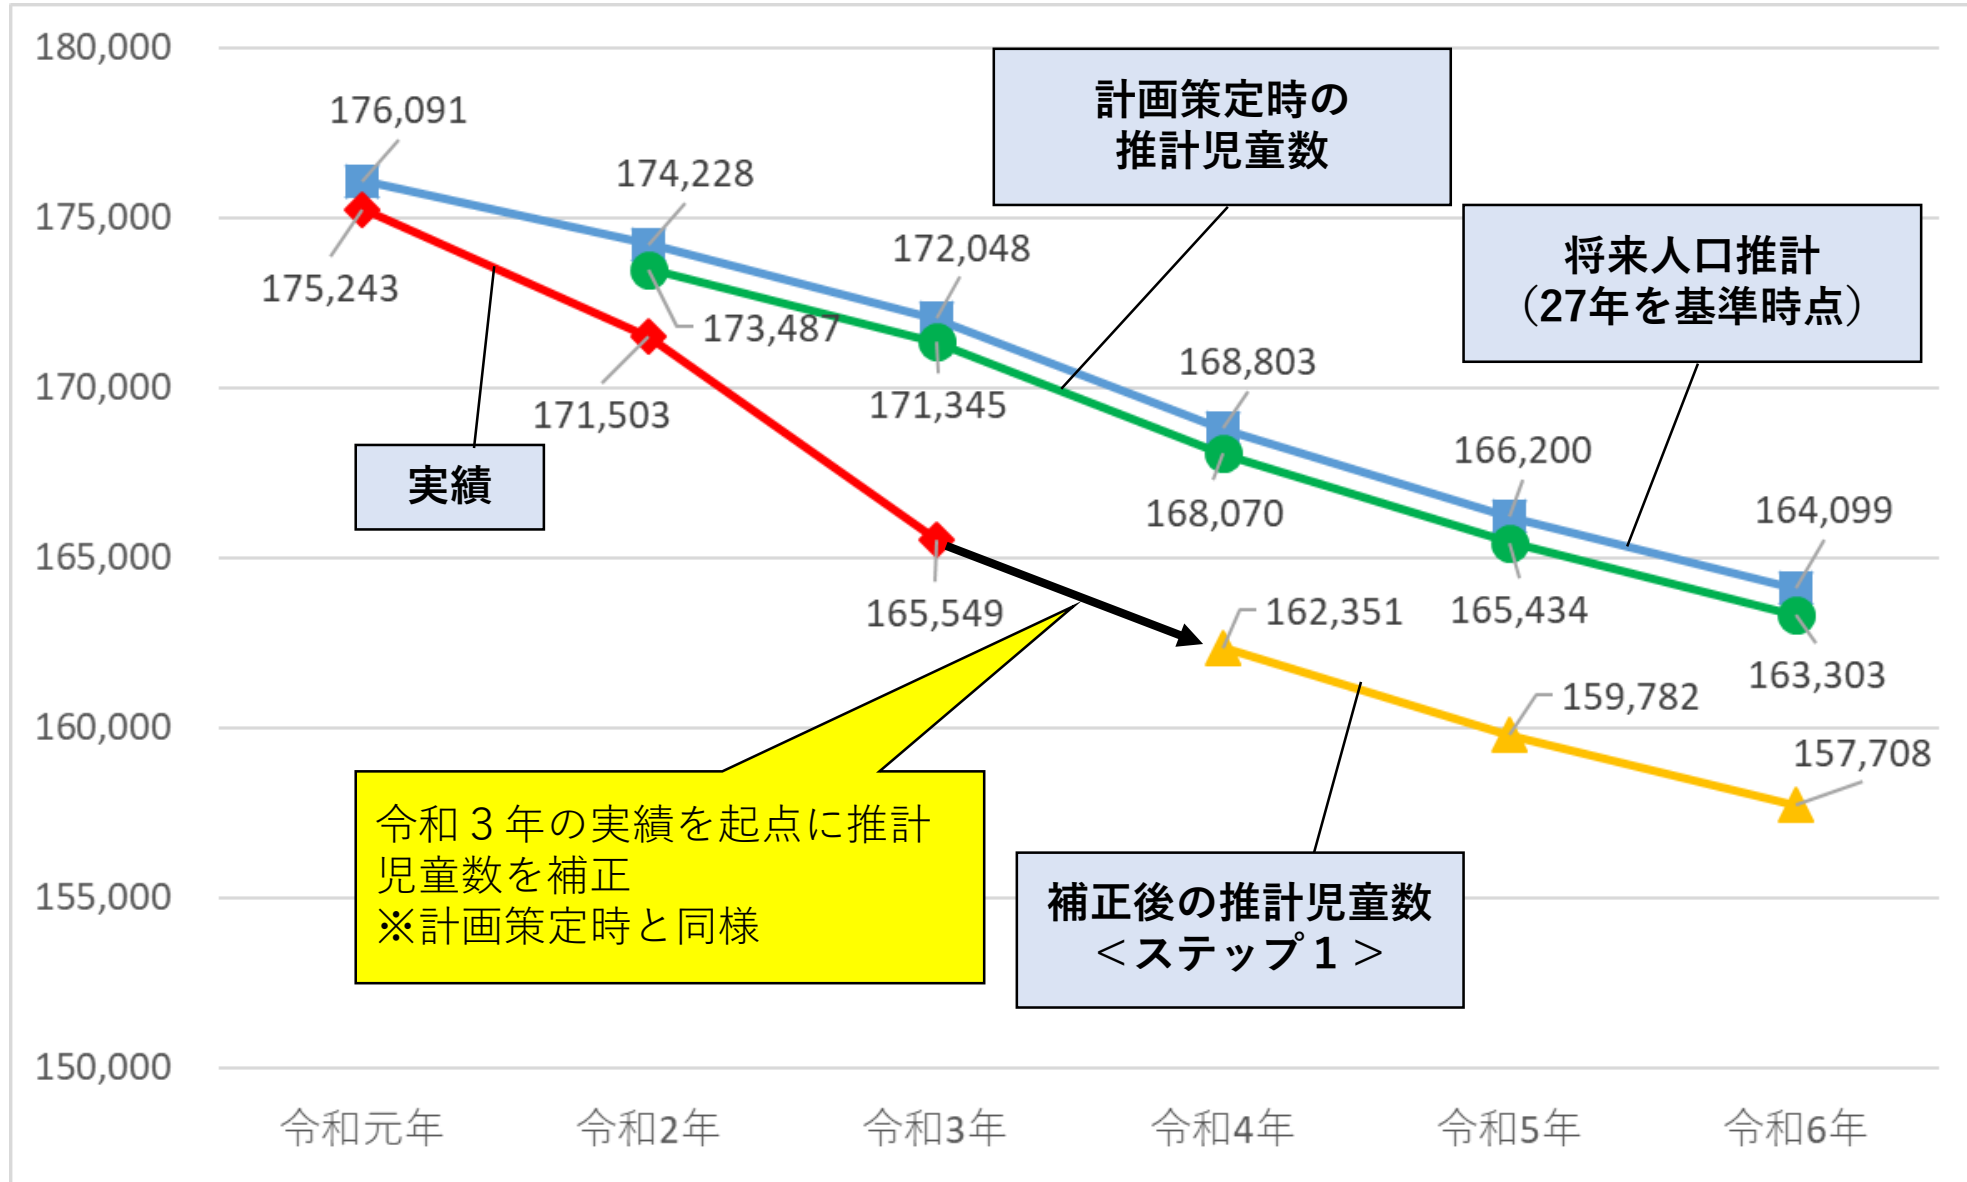 180,000
175,000
170,000
165,000
160,000
155,000
150,000
176,091
174,228
172,048
168,803
166,200
164,099
175,243
173,487
171,345
168,070
165,434
163,303
171,503
165,549
162,351
159,782
157,708
計画策定時の
推計児童数
将来人口推計
（27年を基準時点）
実績
令和３年の実績を起点に推計
児童数を補正
※計画策定時と同様
補正後の推計児童数
＜ステップ１＞
令和元年
令和2年
令和3年
令和4年
令和5年
令和6年